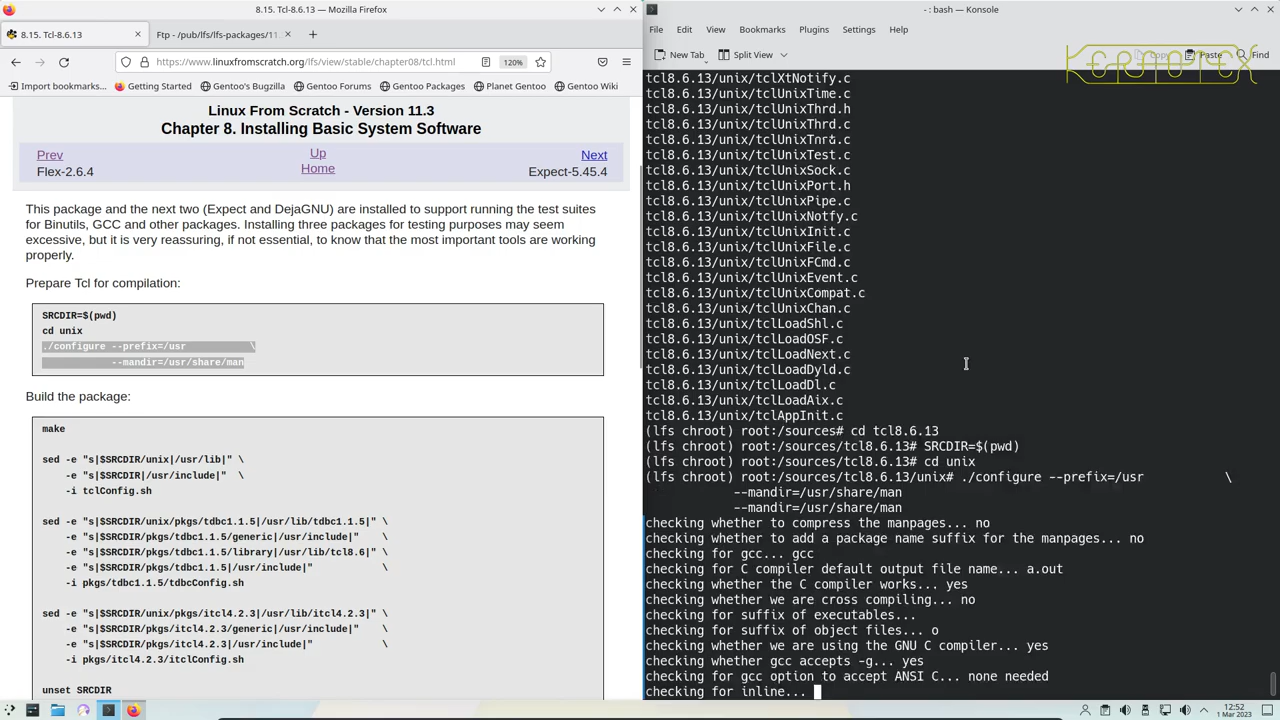 8.15. Tcl-8.6.13 — Mozilla Firefox
8.15. Tcl-8.6.13
Ftp - /pub/lfs/lfs-packages/11.
https://www.linuxfromscratch.org/lfs/view/stable/chapter08/tcl.html
120%
Import bookmarks...
Getting Started
Gentoo's Bugzilla
Gentoo Forums
Gentoo Packages
Planet Gentoo
Gentoo Wiki
Linux From Scratch - Version 11.3
Chapter 8. Installing Basic System Software
Prev
Up
Next
Flex-2.6.4
Home
Expect-5.45.4
This package and the next two (Expect and DejaGNU) are installed to support running the test suites
for Binutils, GCC and other packages. Installing three packages for testing purposes may seem
excessive, but it is very reassuring, if not essential, to know that the most important tools are working
properly.
Prepare Tcl for compilation:
SRCDIR=$(pwd)
cd unix
./configure --prefix=/usr           \
            --mandir=/usr/share/man
Build the package:
make
sed -e "s|$SRCDIR/unix|/usr/lib|" \
    -e "s|$SRCDIR|/usr/include|"  \
    -i tclConfig.sh
sed -e "s|$SRCDIR/unix/pkgs/tdbc1.1.5|/usr/lib/tdbc1.1.5|" \
    -e "s|$SRCDIR/pkgs/tdbc1.1.5/generic|/usr/include|"    \
    -e "s|$SRCDIR/pkgs/tdbc1.1.5/library|/usr/lib/tcl8.6|" \
    -e "s|$SRCDIR/pkgs/tdbc1.1.5|/usr/include|"            \
    -i pkgs/tdbc1.1.5/tdbcConfig.sh
sed -e "s|$SRCDIR/unix/pkgs/itcl4.2.3|/usr/lib/itcl4.2.3|" \
    -e "s|$SRCDIR/pkgs/itcl4.2.3/generic|/usr/include|"    \
    -e "s|$SRCDIR/pkgs/itcl4.2.3|/usr/include|"            \
    -i pkgs/itcl4.2.3/itclConfig.sh
unset SRCDIR
- : bash — Konsole
File Edit View Bookmarks Plugins Settings Help
New Tab
Split View
Copy
Paste
Find
KERNOTEX
tcl8.6.13/unix/tclXtNotify.c
tcl8.6.13/unix/tclUnixTime.c
tcl8.6.13/unix/tclUnixThrd.h
tcl8.6.13/unix/tclUnixThrd.c
tcl8.6.13/unix/tclUnixTest.c
tcl8.6.13/unix/tclUnixSock.c
tcl8.6.13/unix/tclUnixPort.h
tcl8.6.13/unix/tclUnixPipe.c
tcl8.6.13/unix/tclUnixNotfy.c
tcl8.6.13/unix/tclUnixInit.c
tcl8.6.13/unix/tclUnixFile.c
tcl8.6.13/unix/tclUnixFCmd.c
tcl8.6.13/unix/tclUnixEvent.c
tcl8.6.13/unix/tclUnixCompat.c
tcl8.6.13/unix/tclUnixChan.c
tcl8.6.13/unix/tclLoadShl.c
tcl8.6.13/unix/tclLoadOSF.c
tcl8.6.13/unix/tclLoadNext.c
tcl8.6.13/unix/tclLoadDyld.c
tcl8.6.13/unix/tclLoadDl.c
tcl8.6.13/unix/tclLoadAix.c
tcl8.6.13/unix/tclAppInit.c
(lfs chroot) root:/sources# cd tcl8.6.13
(lfs chroot) root:/sources/tcl8.6.13# SRCDIR=$(pwd)
(lfs chroot) root:/sources/tcl8.6.13# cd unix
(lfs chroot) root:/sources/tcl8.6.13/unix# ./configure --prefix=/usr           \
            --mandir=/usr/share/man
            --mandir=/usr/share/man
checking whether to compress the manpages... no
checking whether to add a package name suffix for the manpages... no
checking for gcc... gcc
checking for C compiler default output file name... a.out
checking whether the C compiler works... yes
checking whether we are cross compiling... no
checking for suffix of executables...
checking for suffix of object files... o
checking whether we are using the GNU C compiler... yes
checking whether gcc accepts -g... yes
checking for gcc option to accept ANSI C... none needed
checking for inline...
12:52
1 Mar 2023